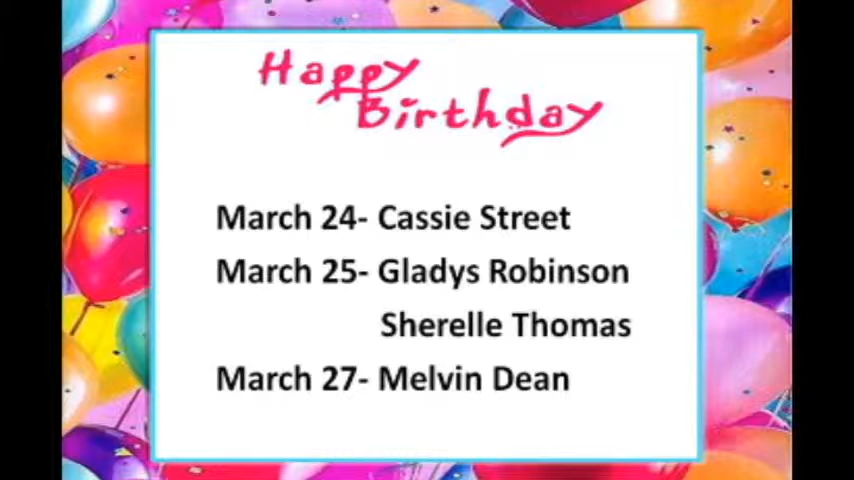 Happy
Birthday
March 24- Cassie Street
March 25- Gladys Robinson
Sherelle Thomas
March 27- Melvin Dean